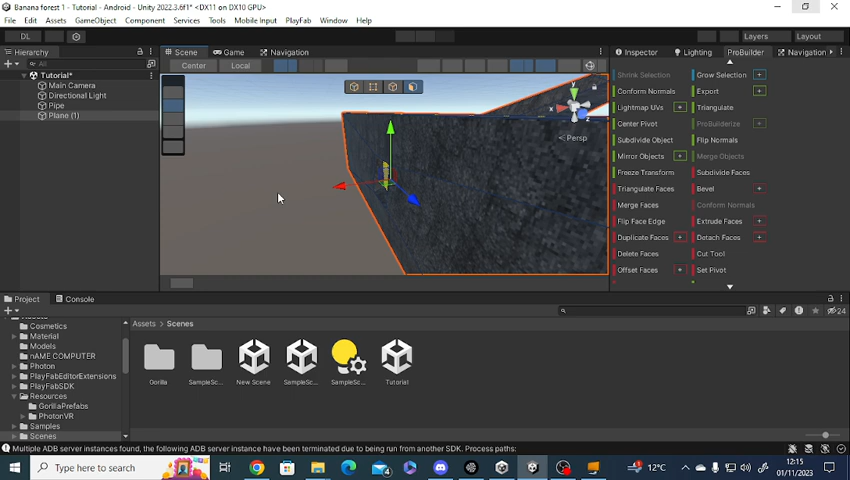 Banana forest 1 - Tutorial - Android - Unity 2022.3.6f1* <DX11 on DX10 GPU>
File Edit Assets GameObject Component Services Tools Mobile Input PlayFab Window Help
DL Layers Layout
Hierarchy Scene Game Navigation Inspector Lighting ProBuilder Navigation
All Center Local
Tutorial*
Main Camera
Directional Light
Pipe
Plane (1)
y
x
z
Persp
Shrink Selection Grow Selection
Conform Normals Export
Lightmap UVs Triangulate
Center Pivot ProBuilderize
Subdivide Object Flip Normals
Mirror Objects Merge Objects
Freeze Transform Subdivide Faces
Triangulate Faces Bevel
Merge Faces Conform Normals
Flip Face Edge Extrude Faces
Duplicate Faces Detach Faces
Delete Faces Cut Tool
Offset Faces Set Pivot
Project Console
24
Assets > Scenes
Cosmetics
Material
Models
nAME COMPUTER
Photon
PlayFabEditorExtensions
PlayFabSDK
Resources
GorillaPrefabs
PhotonVR
Samples
Scenes
Gorilla SampleSc... New Scene SampleSc... SampleSc... Tutorial
Multiple ADB server instances found, the following ADB server instance have been terminated due to being run from another SDK. Process paths:
Type here to search
4
12°C
12:15
01/11/2023